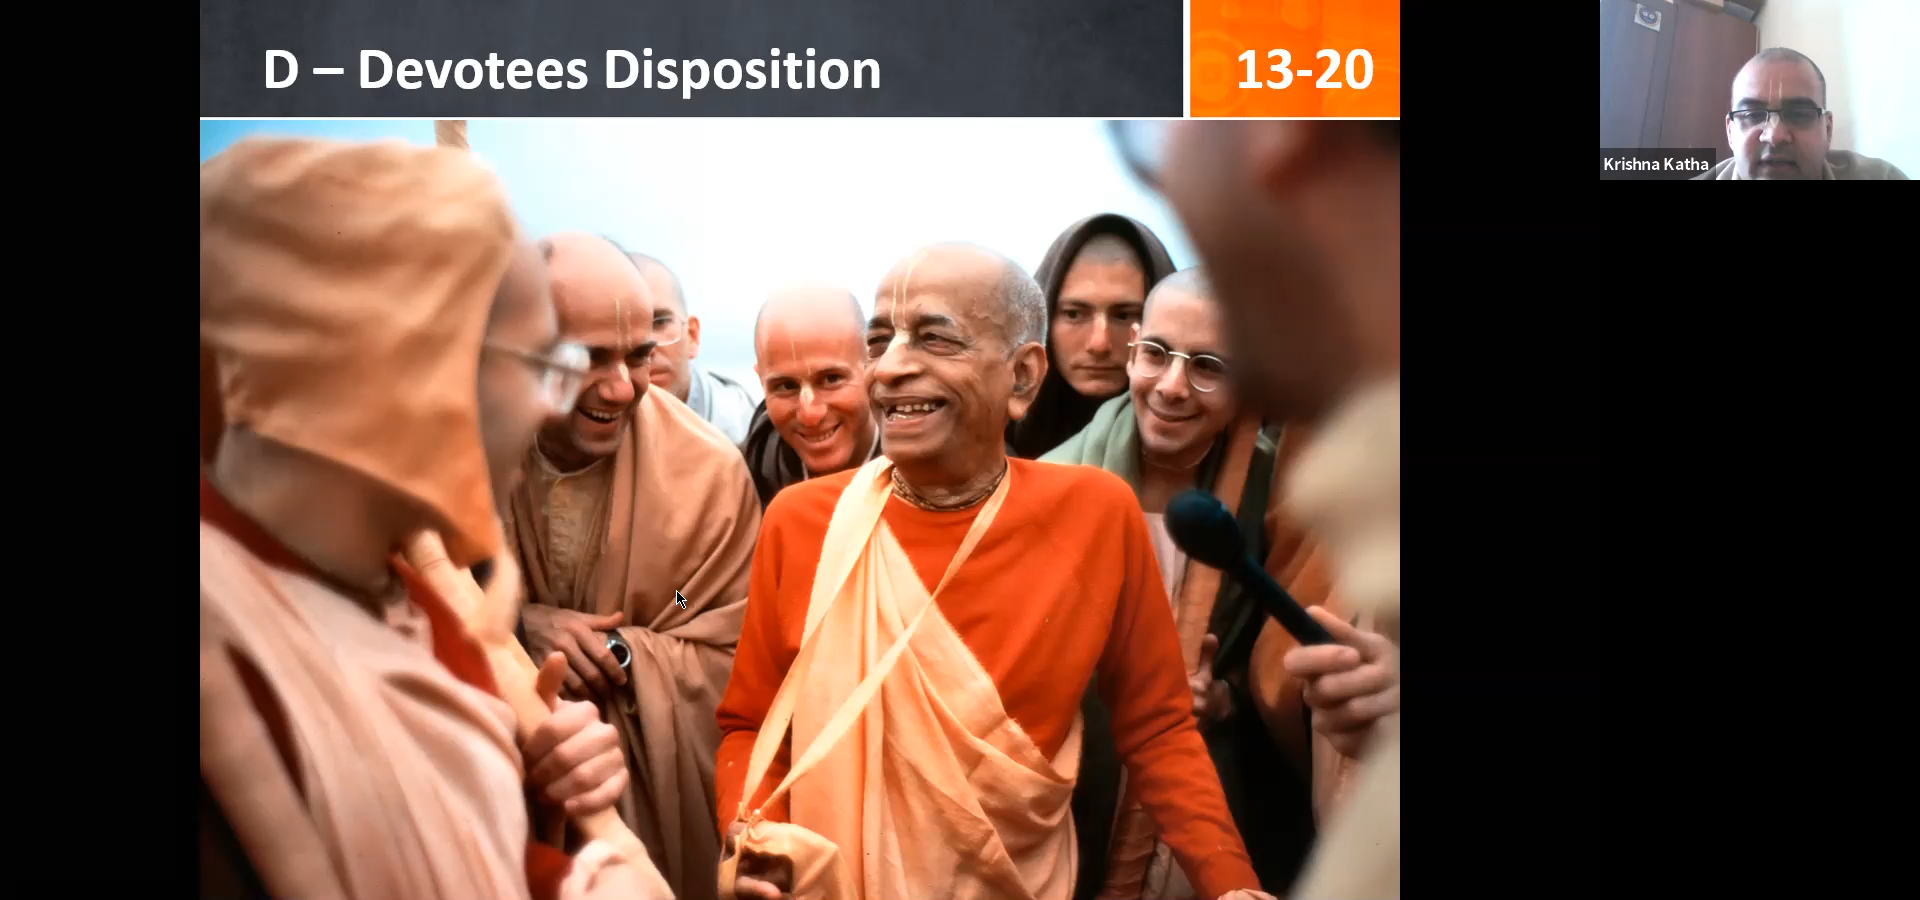 D – Devotees Disposition
13-20
Krishna Katha